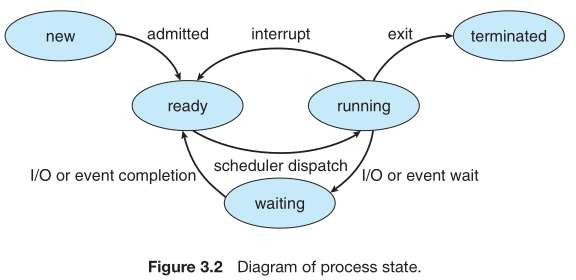 new
admitted
interrupt
exit
terminated
ready
running
scheduler dispatch
I/O or event completion
I/O or event wait
waiting
Figure 3.2 Diagram of process state.